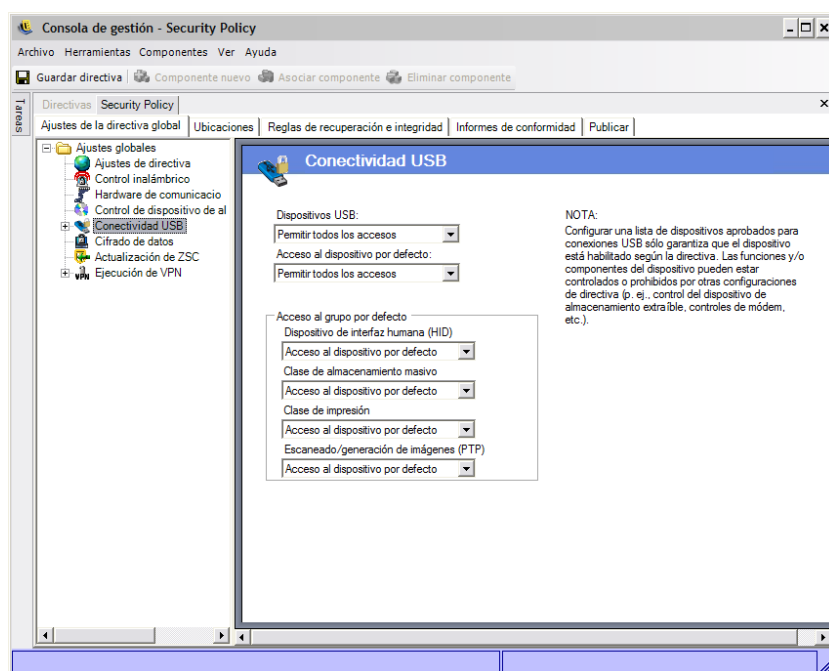 Consola de gestión - Security Policy
Archivo Herramientas Componentes Ver Ayuda
Guardar directiva Componente nuevo Asociar componente Eliminar componente
Tareas
Directivas Security Policy
Ajustes de la directiva global Ubicaciones Reglas de recuperación e integridad Informes de conformidad Publicar
Ajustes globales
Ajustes de directiva
Control inalámbrico
Hardware de comunicacio
Control de dispositivo de al
Conectividad USB
Cifrado de datos
Actualización de ZSC
Ejecución de VPN
Conectividad USB
Dispositivos USB:
Permitir todos los accesos
Acceso al dispositivo por defecto:
Permitir todos los accesos
Acceso al grupo por defecto
Dispositivo de interfaz humana (HID)
Acceso al dispositivo por defecto
Clase de almacenamiento masivo
Acceso al dispositivo por defecto
Clase de impresión
Acceso al dispositivo por defecto
Escaneado/generación de imágenes (PTP)
Acceso al dispositivo por defecto
NOTA:
Configurar una lista de dispositivos aprobados para
conexiones USB sólo garantiza que el dispositivo
está habilitado según la directiva. Las funciones y/o
componentes del dispositivo pueden estar
controlados o prohibidos por otras configuraciones
de directiva (p. ej., control del dispositivo de
almacenamiento extraíble, controles de módem,
etc.).